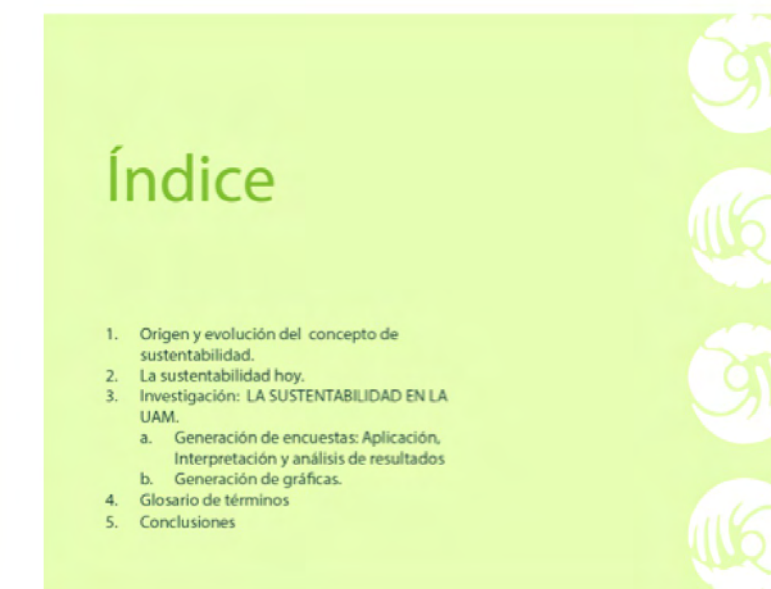 Índice
1. Origen y evolución del concepto de
sustentabilidad.
2. La sustentabilidad hoy.
3. Investigación: LA SUSTENTABILIDAD EN LA
UAM.
a. Generación de encuestas: Aplicación,
Interpretación y análisis de resultados
b. Generación de gráficas.
4. Glosario de términos
5. Conclusiones